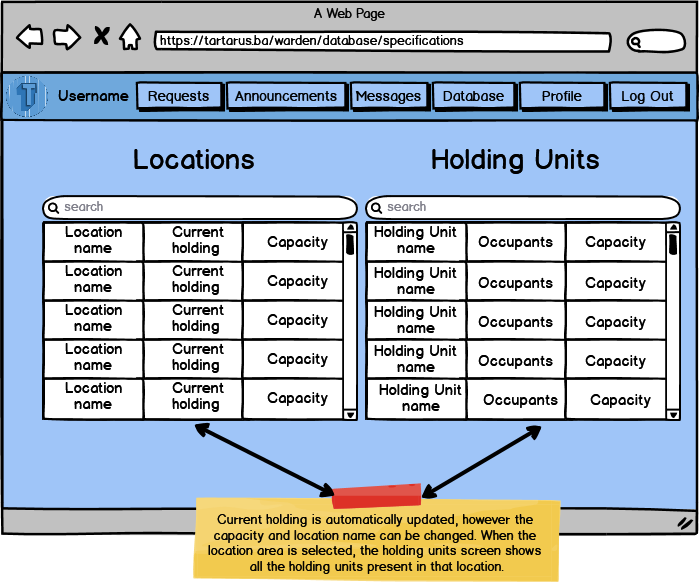 A Web Page
https://tartarus.ba/warden/database/specifications
T
Username
Requests
Announcements
Messages
Database
Profile
Log Out
Locations
Holding Units
search
search
Location
name
Current
holding
Capacity
Holding Unit
name
Occupants
Capacity
Location
name
Current
holding
Capacity
Holding Unit
name
Occupants
Capacity
Location
name
Current
holding
Capacity
Holding Unit
name
Occupants
Capacity
Location
name
Current
holding
Capacity
Holding Unit
name
Occupants
Capacity
Location
name
Current
holding
Capacity
Holding Unit
name
Occupants
Capacity
Current holding is automatically updated, however the
capacity and location name can be changed. When the
location area is selected, the holding units screen shows
all the holding units present in that location.